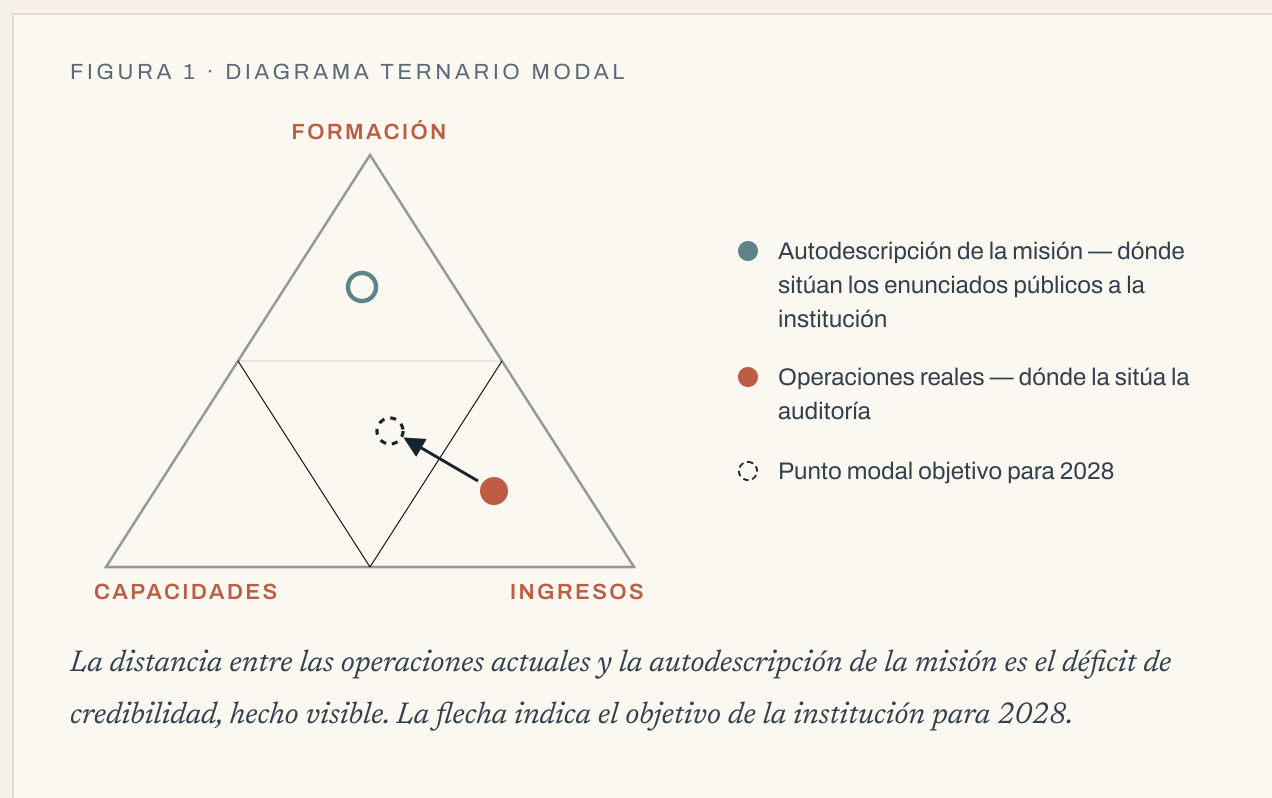 FIGURA 1 · DIAGRAMA TERNARIO MODAL
FORMACIÓN
CAPACIDADES
INGRESOS
Autodescripción de la misión — dónde
sitúan los enunciados públicos a la
institución
Operaciones reales — dónde la sitúa la
auditoría
Punto modal objetivo para 2028
La distancia entre las operaciones actuales y la autodescripción de la misión es el déficit de
credibilidad, hecho visible. La flecha indica el objetivo de la institución para 2028.